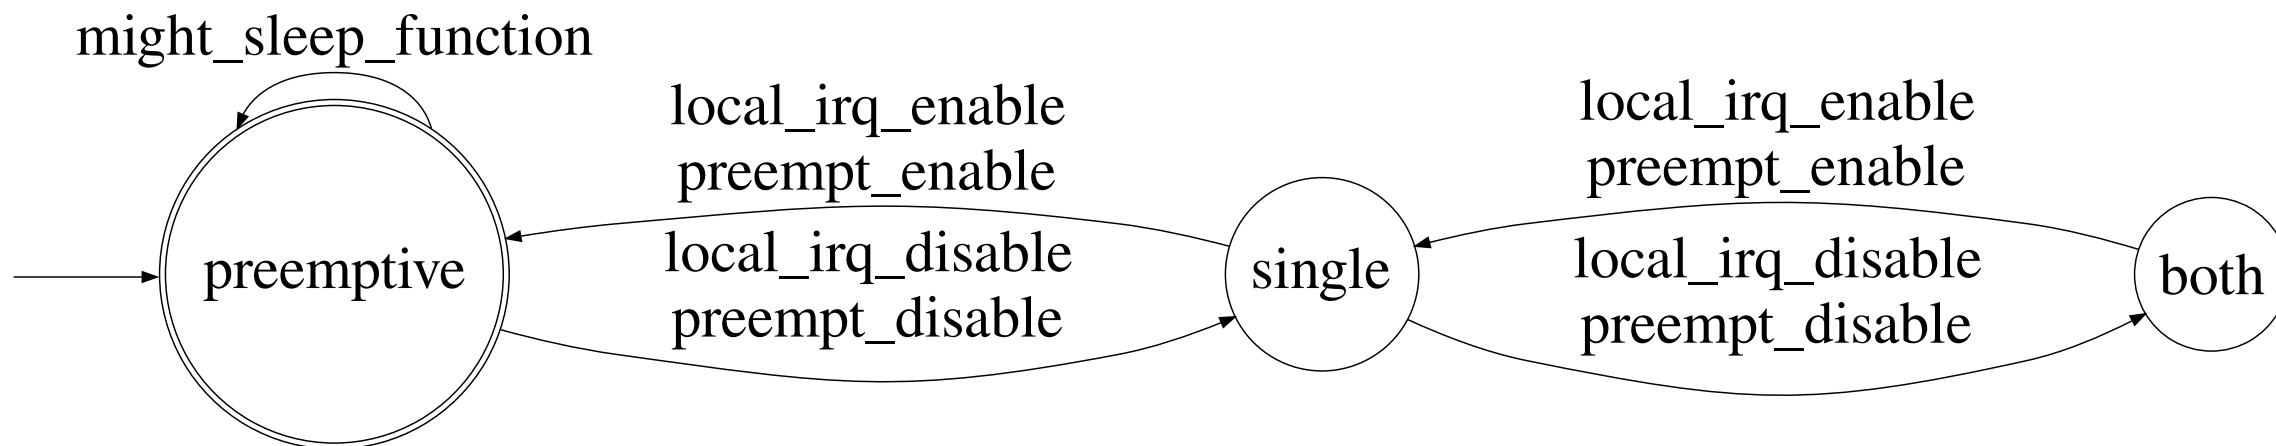 might_sleep_function
local_irq_enable
preempt_enable
local_irq_enable
preempt_enable
preemptive
local_irq_disable
preempt_disable
single
local_irq_disable
preempt_disable
both